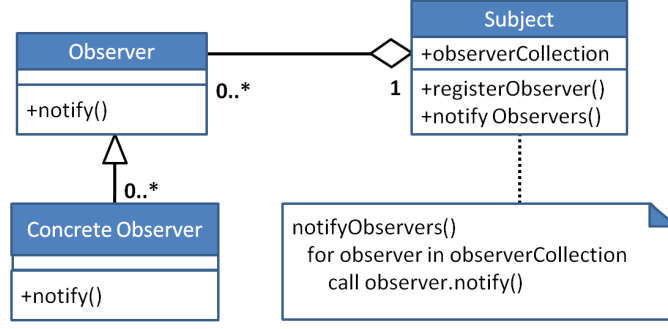 Observer
+notify()
0..*
1
Subject
+observerCollection
+registerObserver()
+notify Observers()
0..*
Concrete Observer
+notify()
notifyObservers()
for observer in observerCollection
call observer.notify()